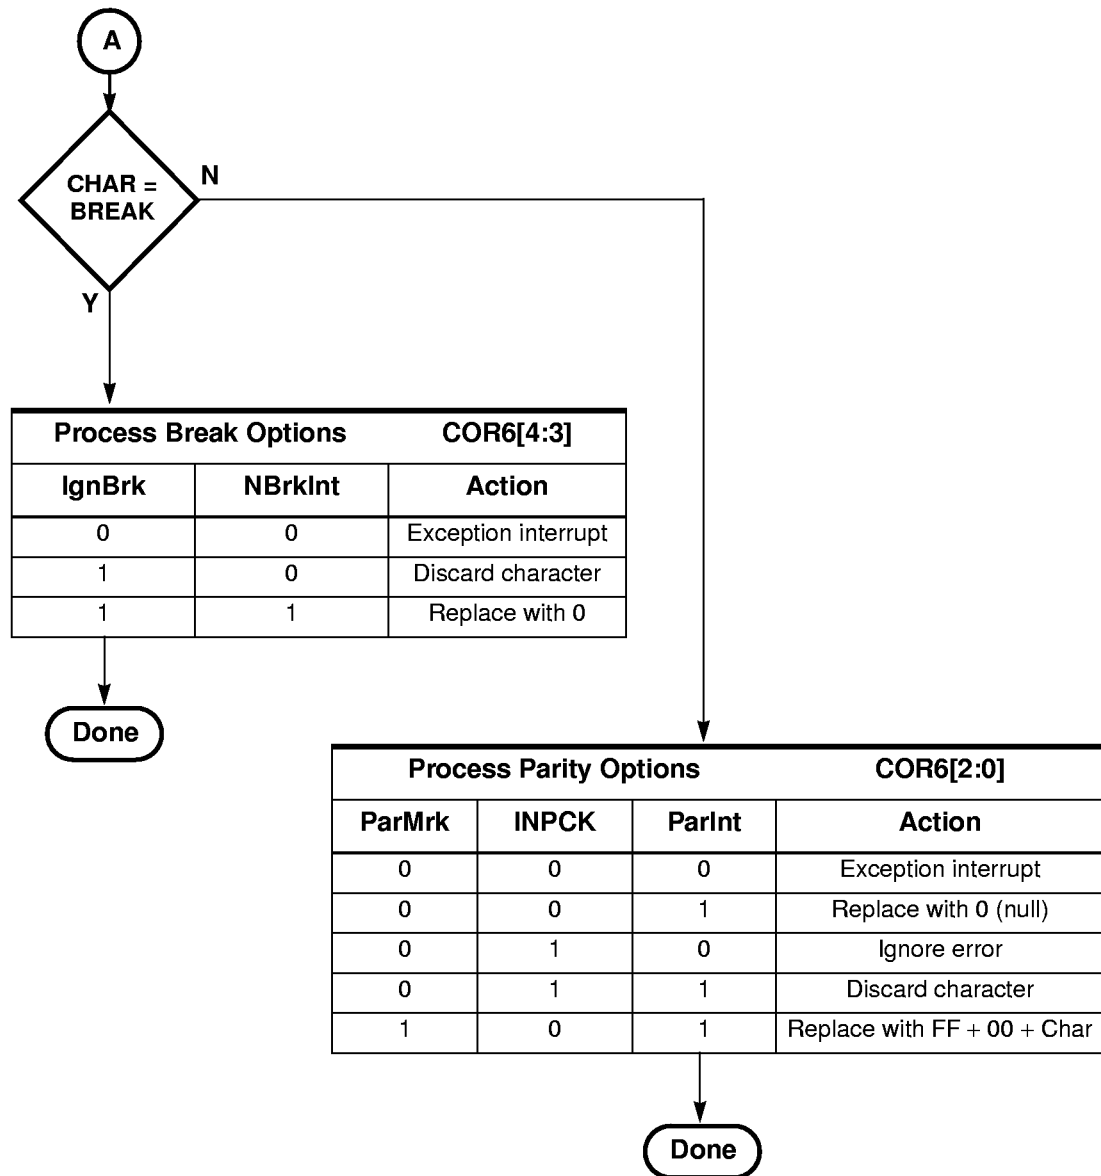 A
CHAR =
BREAK
N
Y
Process Break Options COR6[4:3]
IgnBrk NBrkInt Action
0 0 Exception interrupt
1 0 Discard character
1 1 Replace with 0
Done
Process Parity Options COR6[2:0]
ParMrk INPCK ParInt Action
0 0 0 Exception interrupt
0 0 1 Replace with 0 (null)
0 1 0 Ignore error
0 1 1 Discard character
1 0 1 Replace with FF + 00 + Char
Done